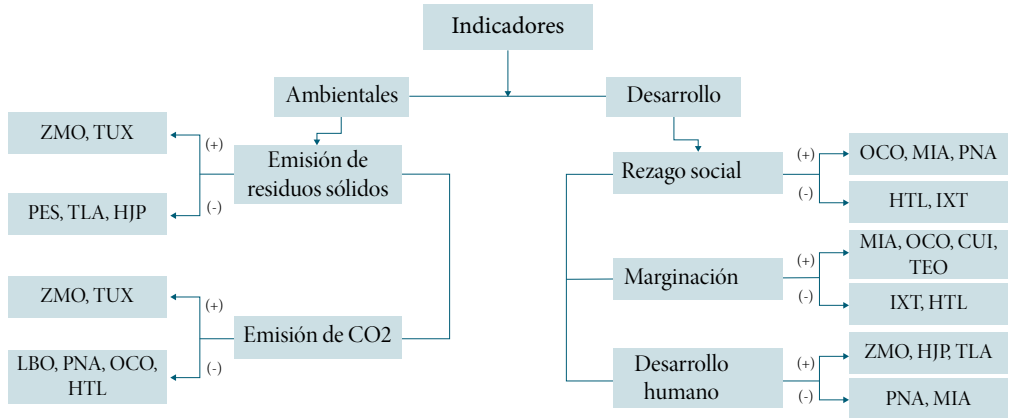 Indicadores
Ambientales
Desarrollo
ZMO, TUX
(+)
Emisión de
residuos sólidos
PES, TLA, HJP
(-)
ZMO, TUX
(+)
Emisión de CO2
LBO, PNA, OCO,
HTL
(-)
Rezago social
(+)
OCO, MIA, PNA
(-)
HTL, IXT
Marginación
(+)
MIA, OCO, CUI,
TEO
(-)
IXT, HTL
Desarrollo
humano
(+)
ZMO, HJP, TLA
(-)
PNA, MIA